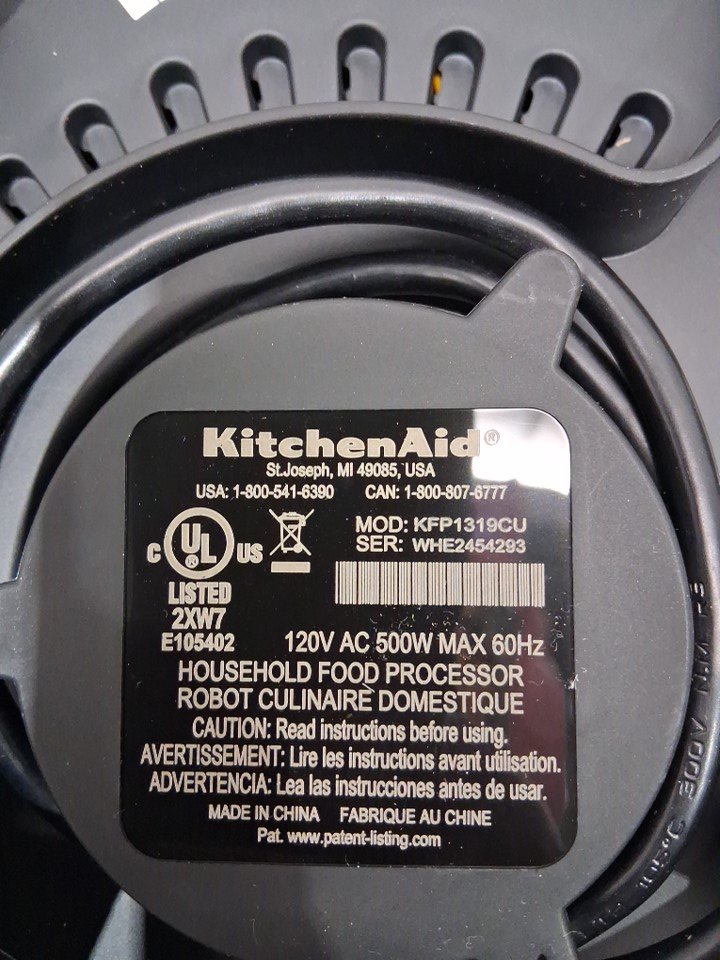 KitchenAid®
St.Joseph, MI 49085, USA
USA: 1-800-541-6390 CAN: 1-800-807-6777
MOD: KFP1319CU
SER: WHE2454293
C UL® US
LISTED
2XW7
E105402
120V AC 500W MAX 60Hz
HOUSEHOLD FOOD PROCESSOR
ROBOT CULINAIRE DOMESTIQUE
CAUTION: Read instructions before using.
AVERTISSEMENT: Lire les instructions avant utilisation.
ADVERTENCIA: Lea las instrucciones antes de usar.
MADE IN CHINA FABRIQUE AU CHINE
Pat. www.patent-listing.com